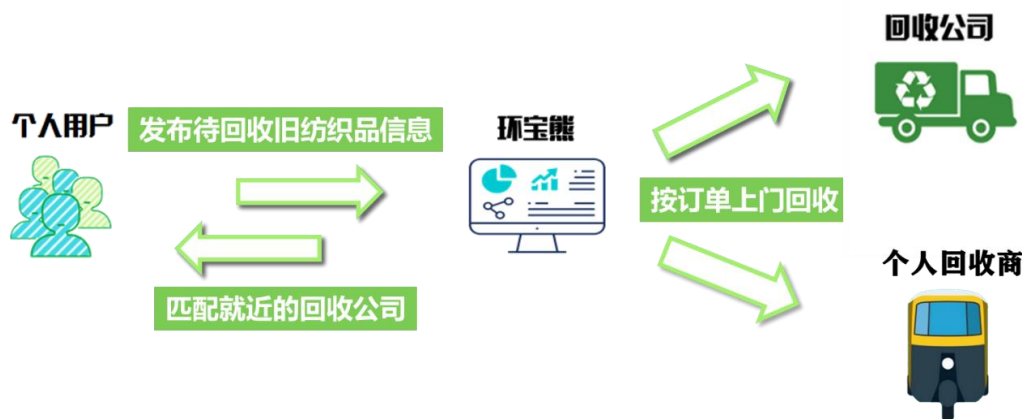 回收公司
个人用户
发布待回收旧纺织品信息
环宝熊
按订单上门回收
匹配就近的回收公司
个人回收商